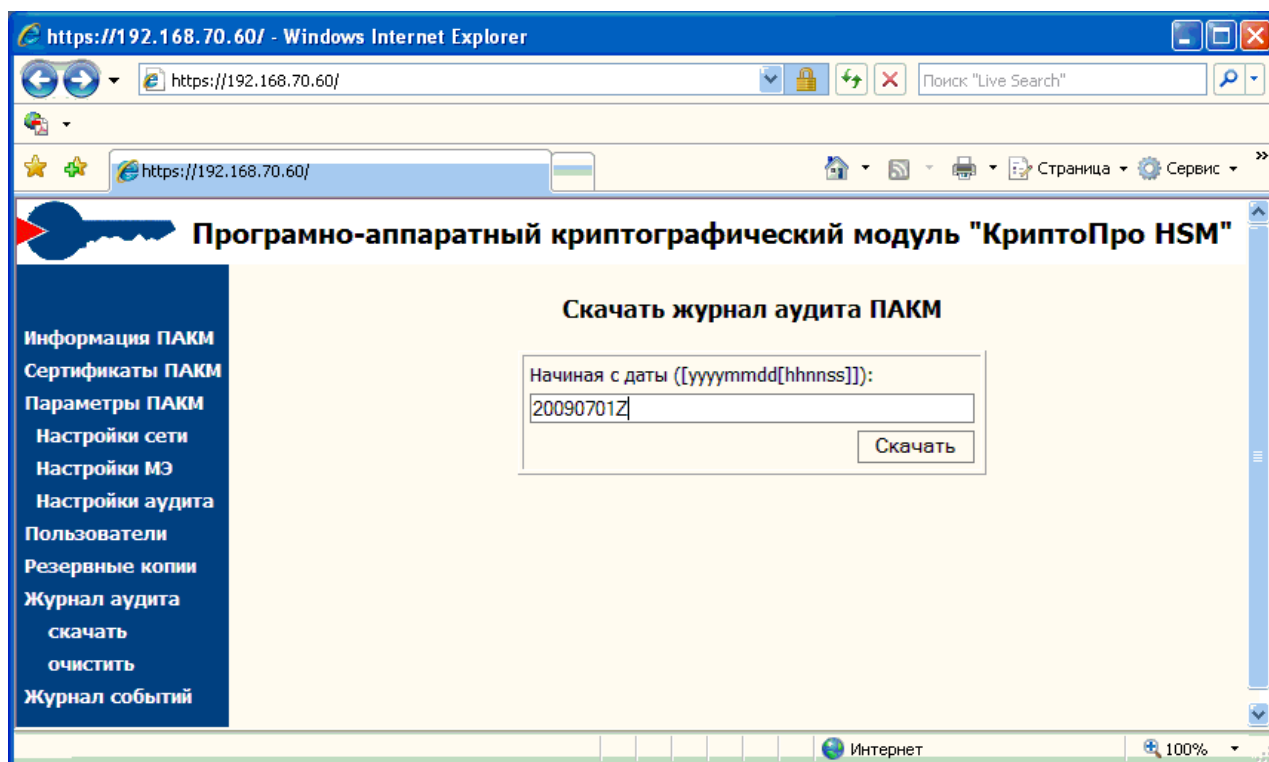 https://192.168.70.60/ - Windows Internet Explorer
https://192.168.70.60/
Поиск "Live Search"
https://192.168.70.60/
Страница
Сервис
»
Програмно-аппаратный криптографический модуль "КриптоПро HSM"
Информация ПАКМ
Сертификаты ПАКМ
Параметры ПАКМ
Настройки сети
Настройки МЭ
Настройки аудита
Пользователи
Резервные копии
Журнал аудита
скачать
очистить
Журнал событий
Скачать журнал аудита ПАКМ
Начиная с даты ([yyyymmdd[hhnnss]]):
20090701Z
Скачать
Интернет
100%